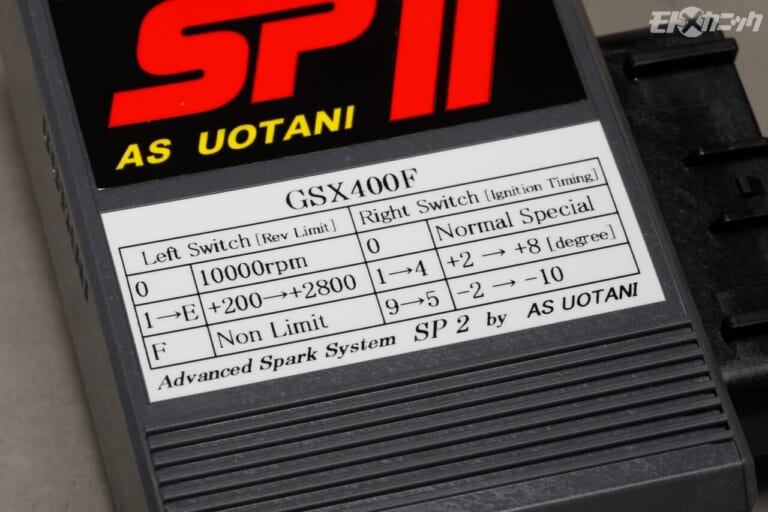 モトメカニック
SPII
AS UOTANI
GSX400F
Left Switch [Rev Limit] Right Switch [Ignition Timing]
0 10000rpm 0 Normal Special
1→E +200→+2800 1→4 +2 → +8 [degree]
F Non Limit 9→5 -2 → -10
Advanced Spark System SP 2 by AS UOTANI